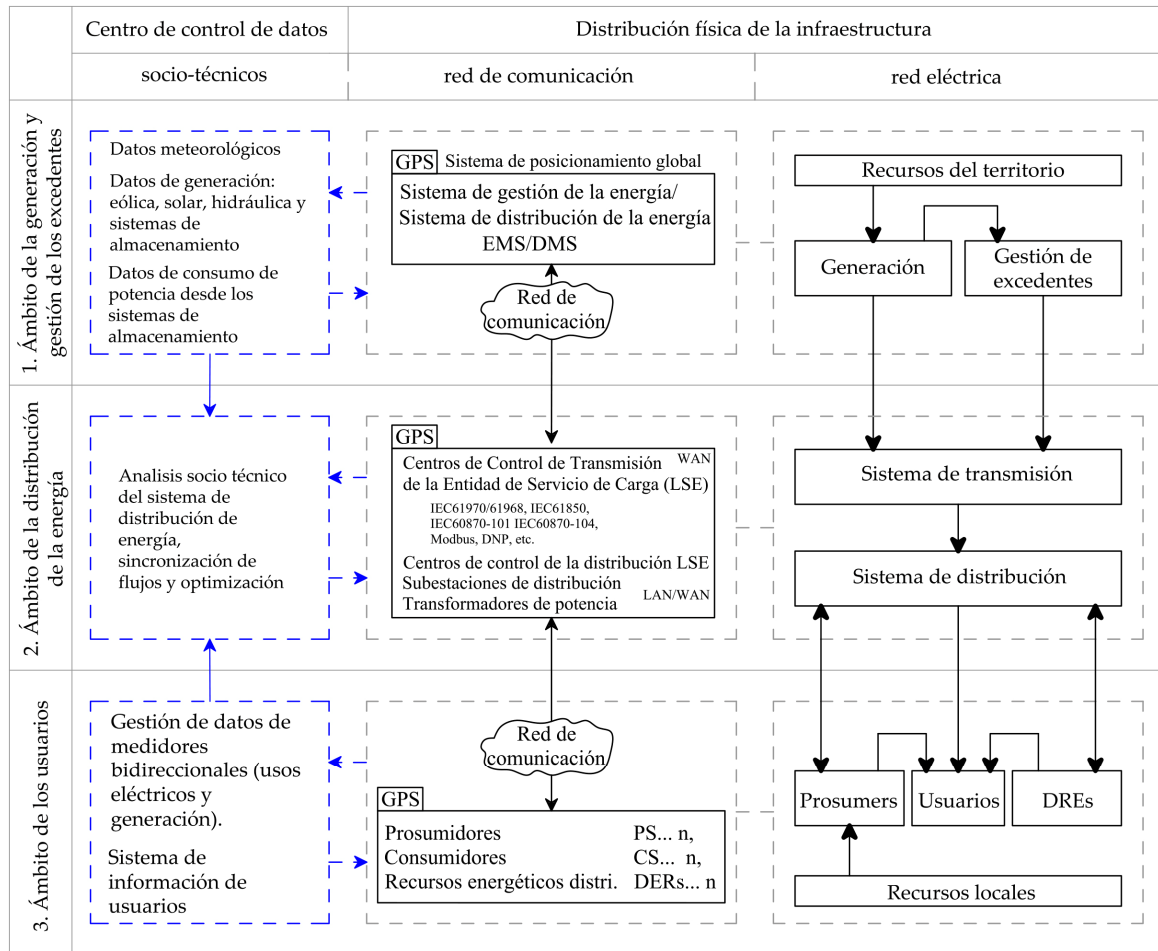 Centro de control de datos
Distribución física de la infraestructura
socio-técnicos
red de comunicación
red eléctrica
1. Ámbito de la generación y
gestión de los excedentes
Datos meteorológicos
Datos de generación:
eólica, solar, hidráulica y
sistemas de
almacenamiento
Datos de consumo de
potencia desde los
sistemas de
almacenamiento
GPS Sistema de posicionamiento global
Sistema de gestión de la energía/
Sistema de distribución de la energía
EMS/DMS
Red de
comunicación
Recursos del territorio
Generación
Gestión de
excedentes
2. Ámbito de la distribución
de la energía
Analisis socio técnico
del sistema de
distribución de
energía,
sincronización de
flujos y optimización
GPS
Centros de Control de Transmisión WAN
de la Entidad de Servicio de Carga (LSE)
IEC61970/61968, IEC61850,
IEC60870-101 IEC60870-104,
Modbus, DNP, etc.
Centros de control de la distribución LSE
Subestaciones de distribución
Transformadores de potencia LAN/WAN
Sistema de transmisión
Sistema de distribución
3. Ámbito de los usuarios
Gestión de datos de
medidores
bidireccionales (usos
eléctricos y
generación).
Sistema de
información de
usuarios
Red de
comunicación
GPS
Prosumidores PS... n,
Consumidores CS... n,
Recursos energéticos distri. DERs... n
Prosumers
Usuarios
DREs
Recursos locales